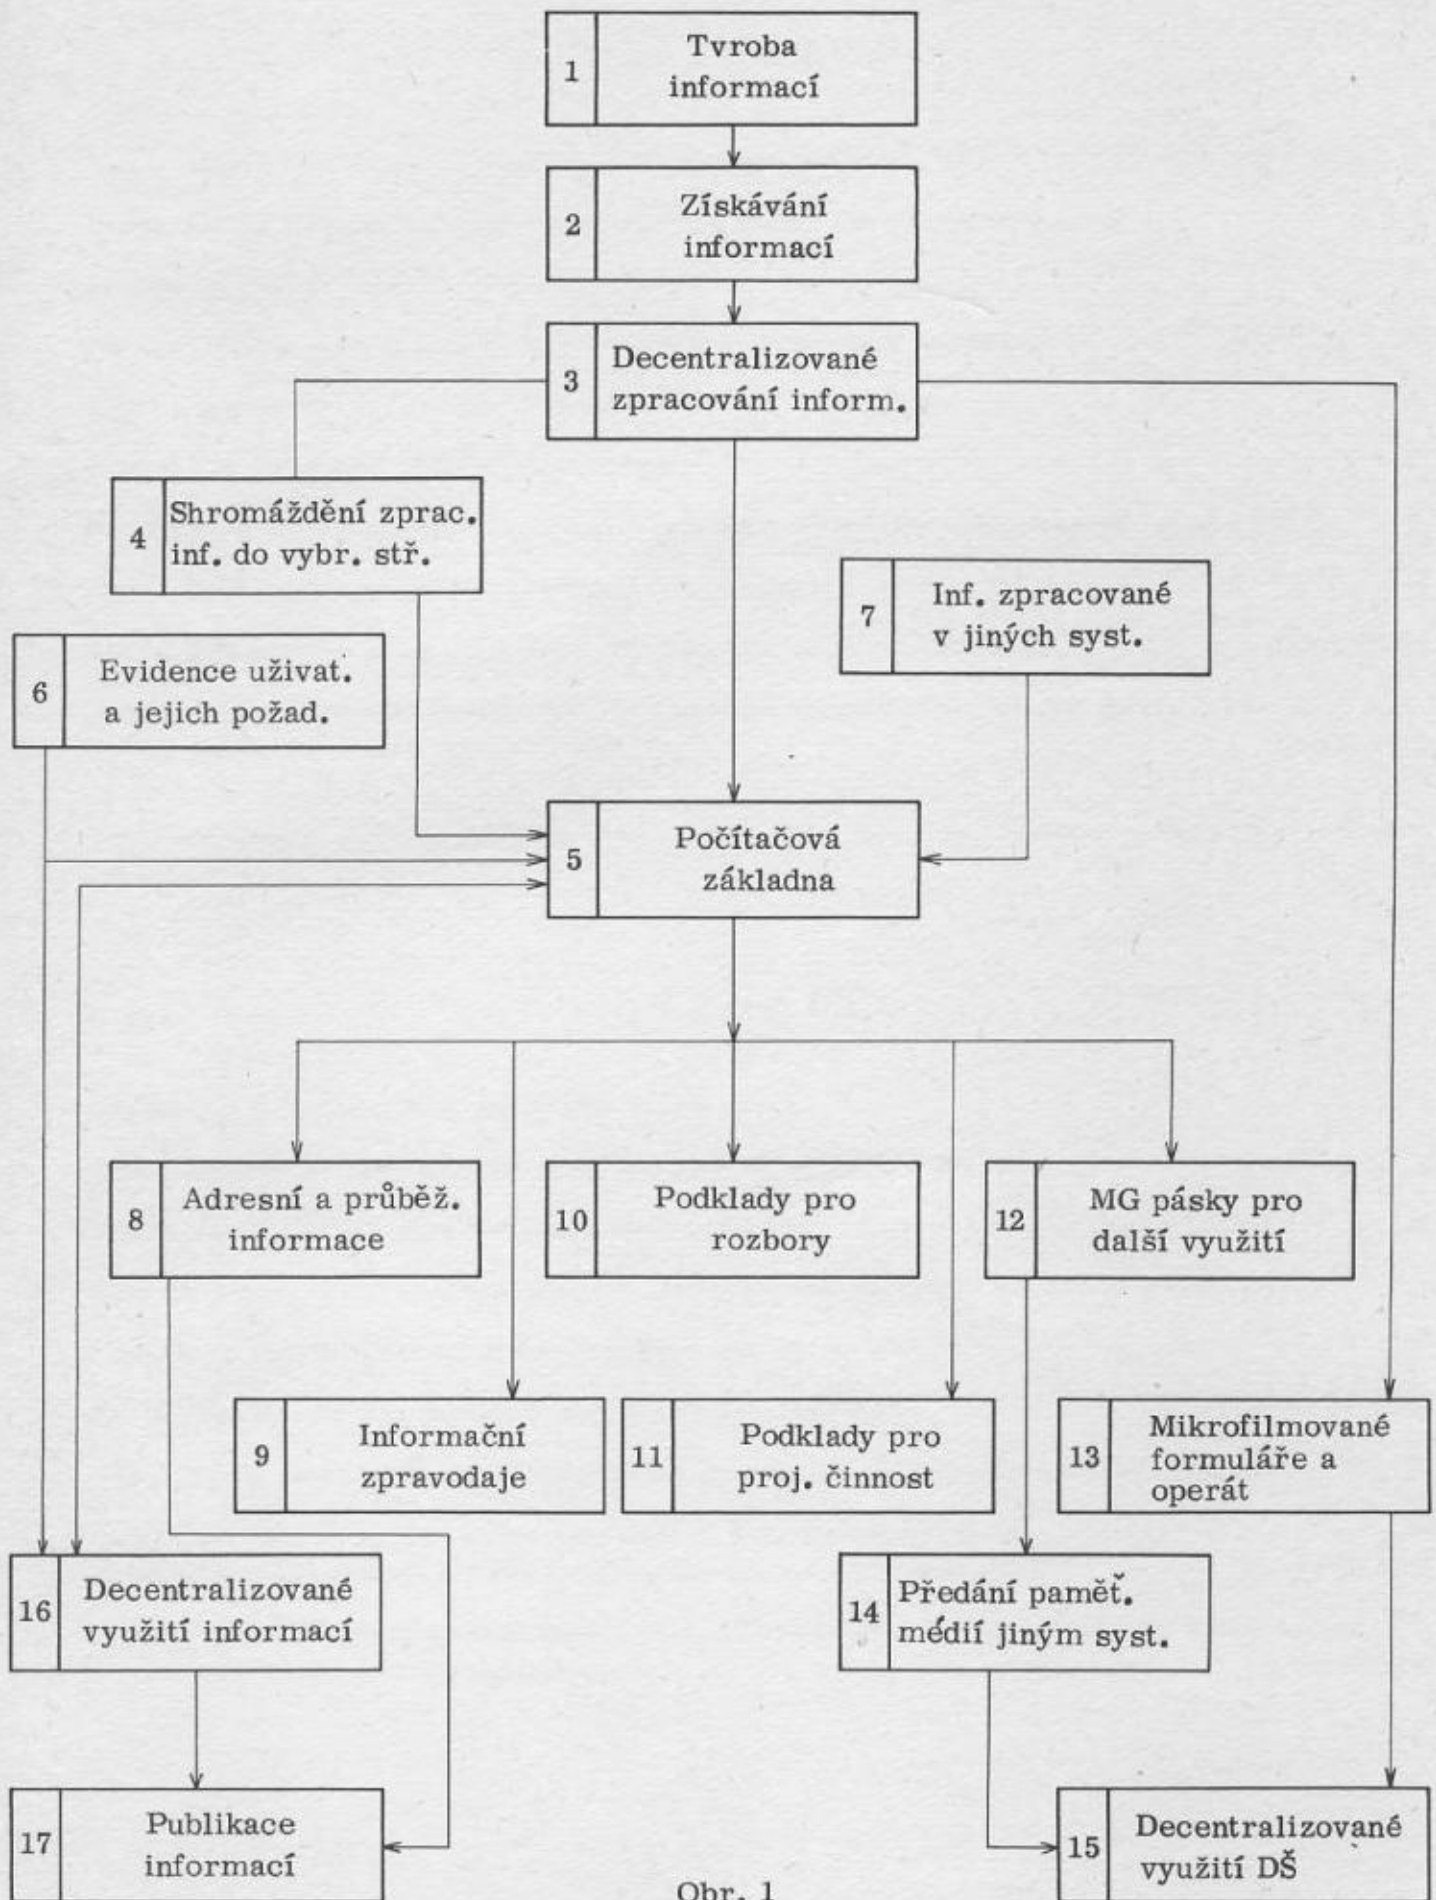 1
Tvroba
informací
2
Získávání
informací
3
Decentralizované
zpracování inform.
4
Shromáždění zprac.
inf. do vybr. stř.
7
Inf. zpracované
v jiných syst.
6
Evidence uživat.
a jejich požad.
5
Počítačová
základna
8
Adresní a průběž.
informace
10
Podklady pro
rozbory
12
MG pásky pro
další využití
9
Informační
zpravodaje
11
Podklady pro
proj. činnost
13
Mikrofilmované
formuláře a
operát
16
Decentralizované
využití informací
14
Předání paměť.
médií jiným syst.
17
Publikace
informací
15
Decentralizované
využití DŠ
Obr. 1